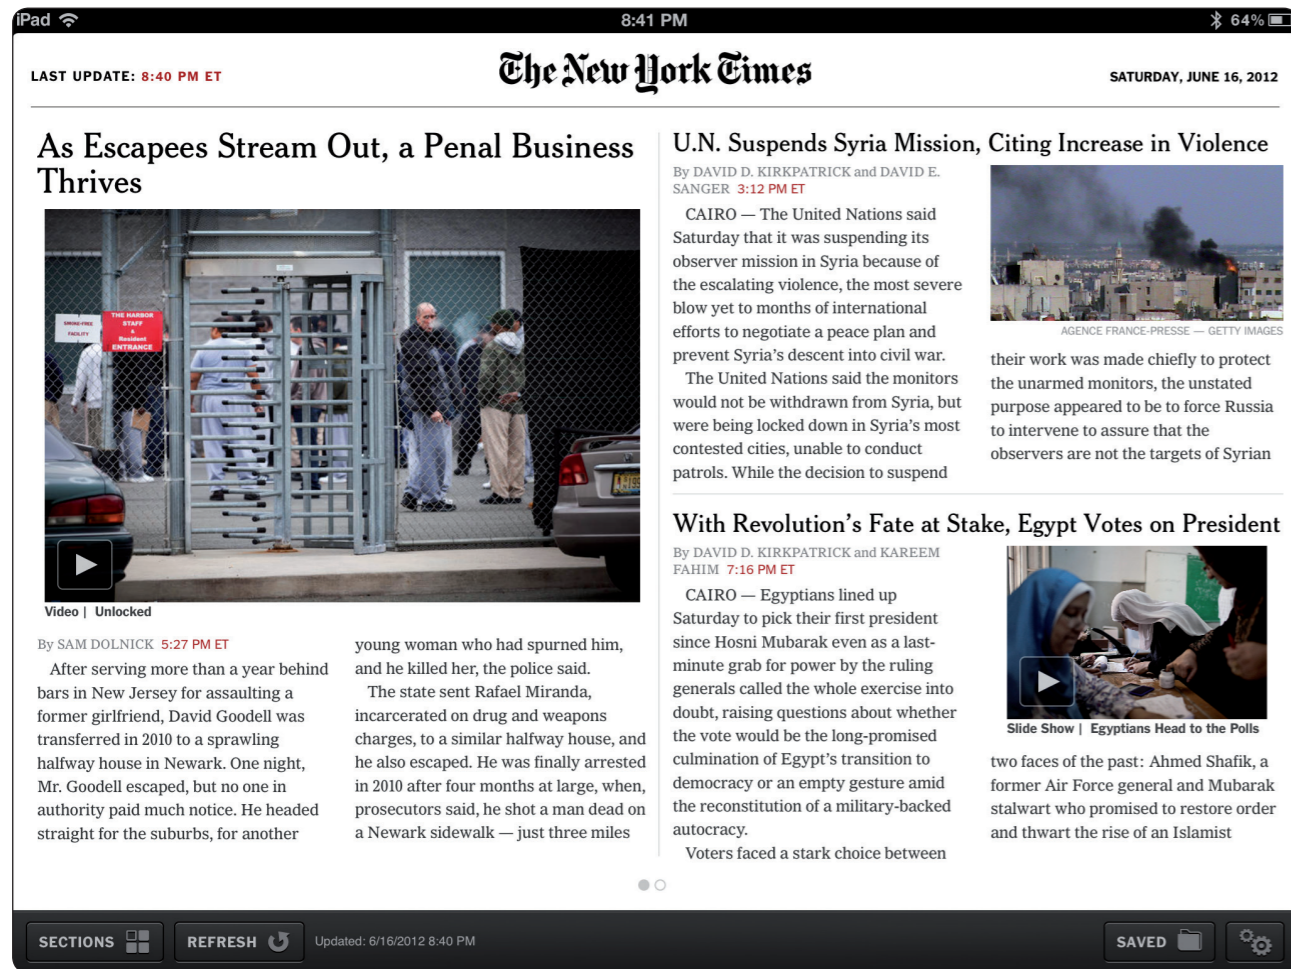 iPad 8:41 PM 64%
LAST UPDATE: 8:40 PM ET
The New York Times
SATURDAY, JUNE 16, 2012
As Escapees Stream Out, a Penal Business
Thrives
SMOKE-FREE
FACILITY
THE HARBOR
STAFF
&
Resident
ENTRANCE
Video | Unlocked
By SAM DOLNICK 5:27 PM ET
After serving more than a year behind
bars in New Jersey for assaulting a
former girlfriend, David Goodell was
transferred in 2010 to a sprawling
halfway house in Newark. One night,
Mr. Goodell escaped, but no one in
authority paid much notice. He headed
straight for the suburbs, for another
young woman who had spurned him,
and he killed her, the police said.
The state sent Rafael Miranda,
incarcerated on drug and weapons
charges, to a similar halfway house, and
he also escaped. He was finally arrested
in 2010 after four months at large, when,
prosecutors said, he shot a man dead on
a Newark sidewalk — just three miles
U.N. Suspends Syria Mission, Citing Increase in Violence
By DAVID D. KIRKPATRICK and DAVID E.
SANGER 3:12 PM ET
CAIRO — The United Nations said
Saturday that it was suspending its
observer mission in Syria because of
the escalating violence, the most severe
blow yet to months of international
efforts to negotiate a peace plan and
prevent Syria's descent into civil war.
The United Nations said the monitors
would not be withdrawn from Syria, but
were being locked down in Syria's most
contested cities, unable to conduct
patrols. While the decision to suspend
AGENCE FRANCE-PRESSE — GETTY IMAGES
their work was made chiefly to protect
the unarmed monitors, the unstated
purpose appeared to be to force Russia
to intervene to assure that the
observers are not the targets of Syrian
With Revolution's Fate at Stake, Egypt Votes on President
By DAVID D. KIRKPATRICK and KAREEM
FAHIM 7:16 PM ET
CAIRO — Egyptians lined up
Saturday to pick their first president
since Hosni Mubarak even as a last-
minute grab for power by the ruling
generals called the whole exercise into
doubt, raising questions about whether
the vote would be the long-promised
culmination of Egypt's transition to
democracy or an empty gesture amid
the reconstitution of a military-backed
autocracy.
Voters faced a stark choice between
Slide Show | Egyptians Head to the Polls
two faces of the past: Ahmed Shafik, a
former Air Force general and Mubarak
stalwart who promised to restore order
and thwart the rise of an Islamist
SECTIONS
REFRESH
Updated: 6/16/2012 8:40 PM
SAVED